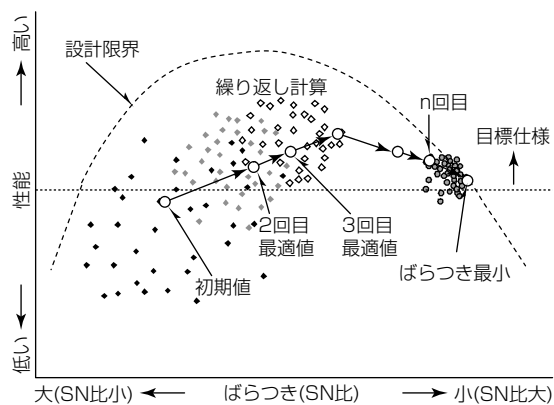 高い
設計限界
繰り返し計算
n回目
目標仕様
性能
2回目
最適値
3回目
最適値
初期値
ばらつき最小
低い
大(SN比小)
ばらつき(SN比)
小(SN比大)